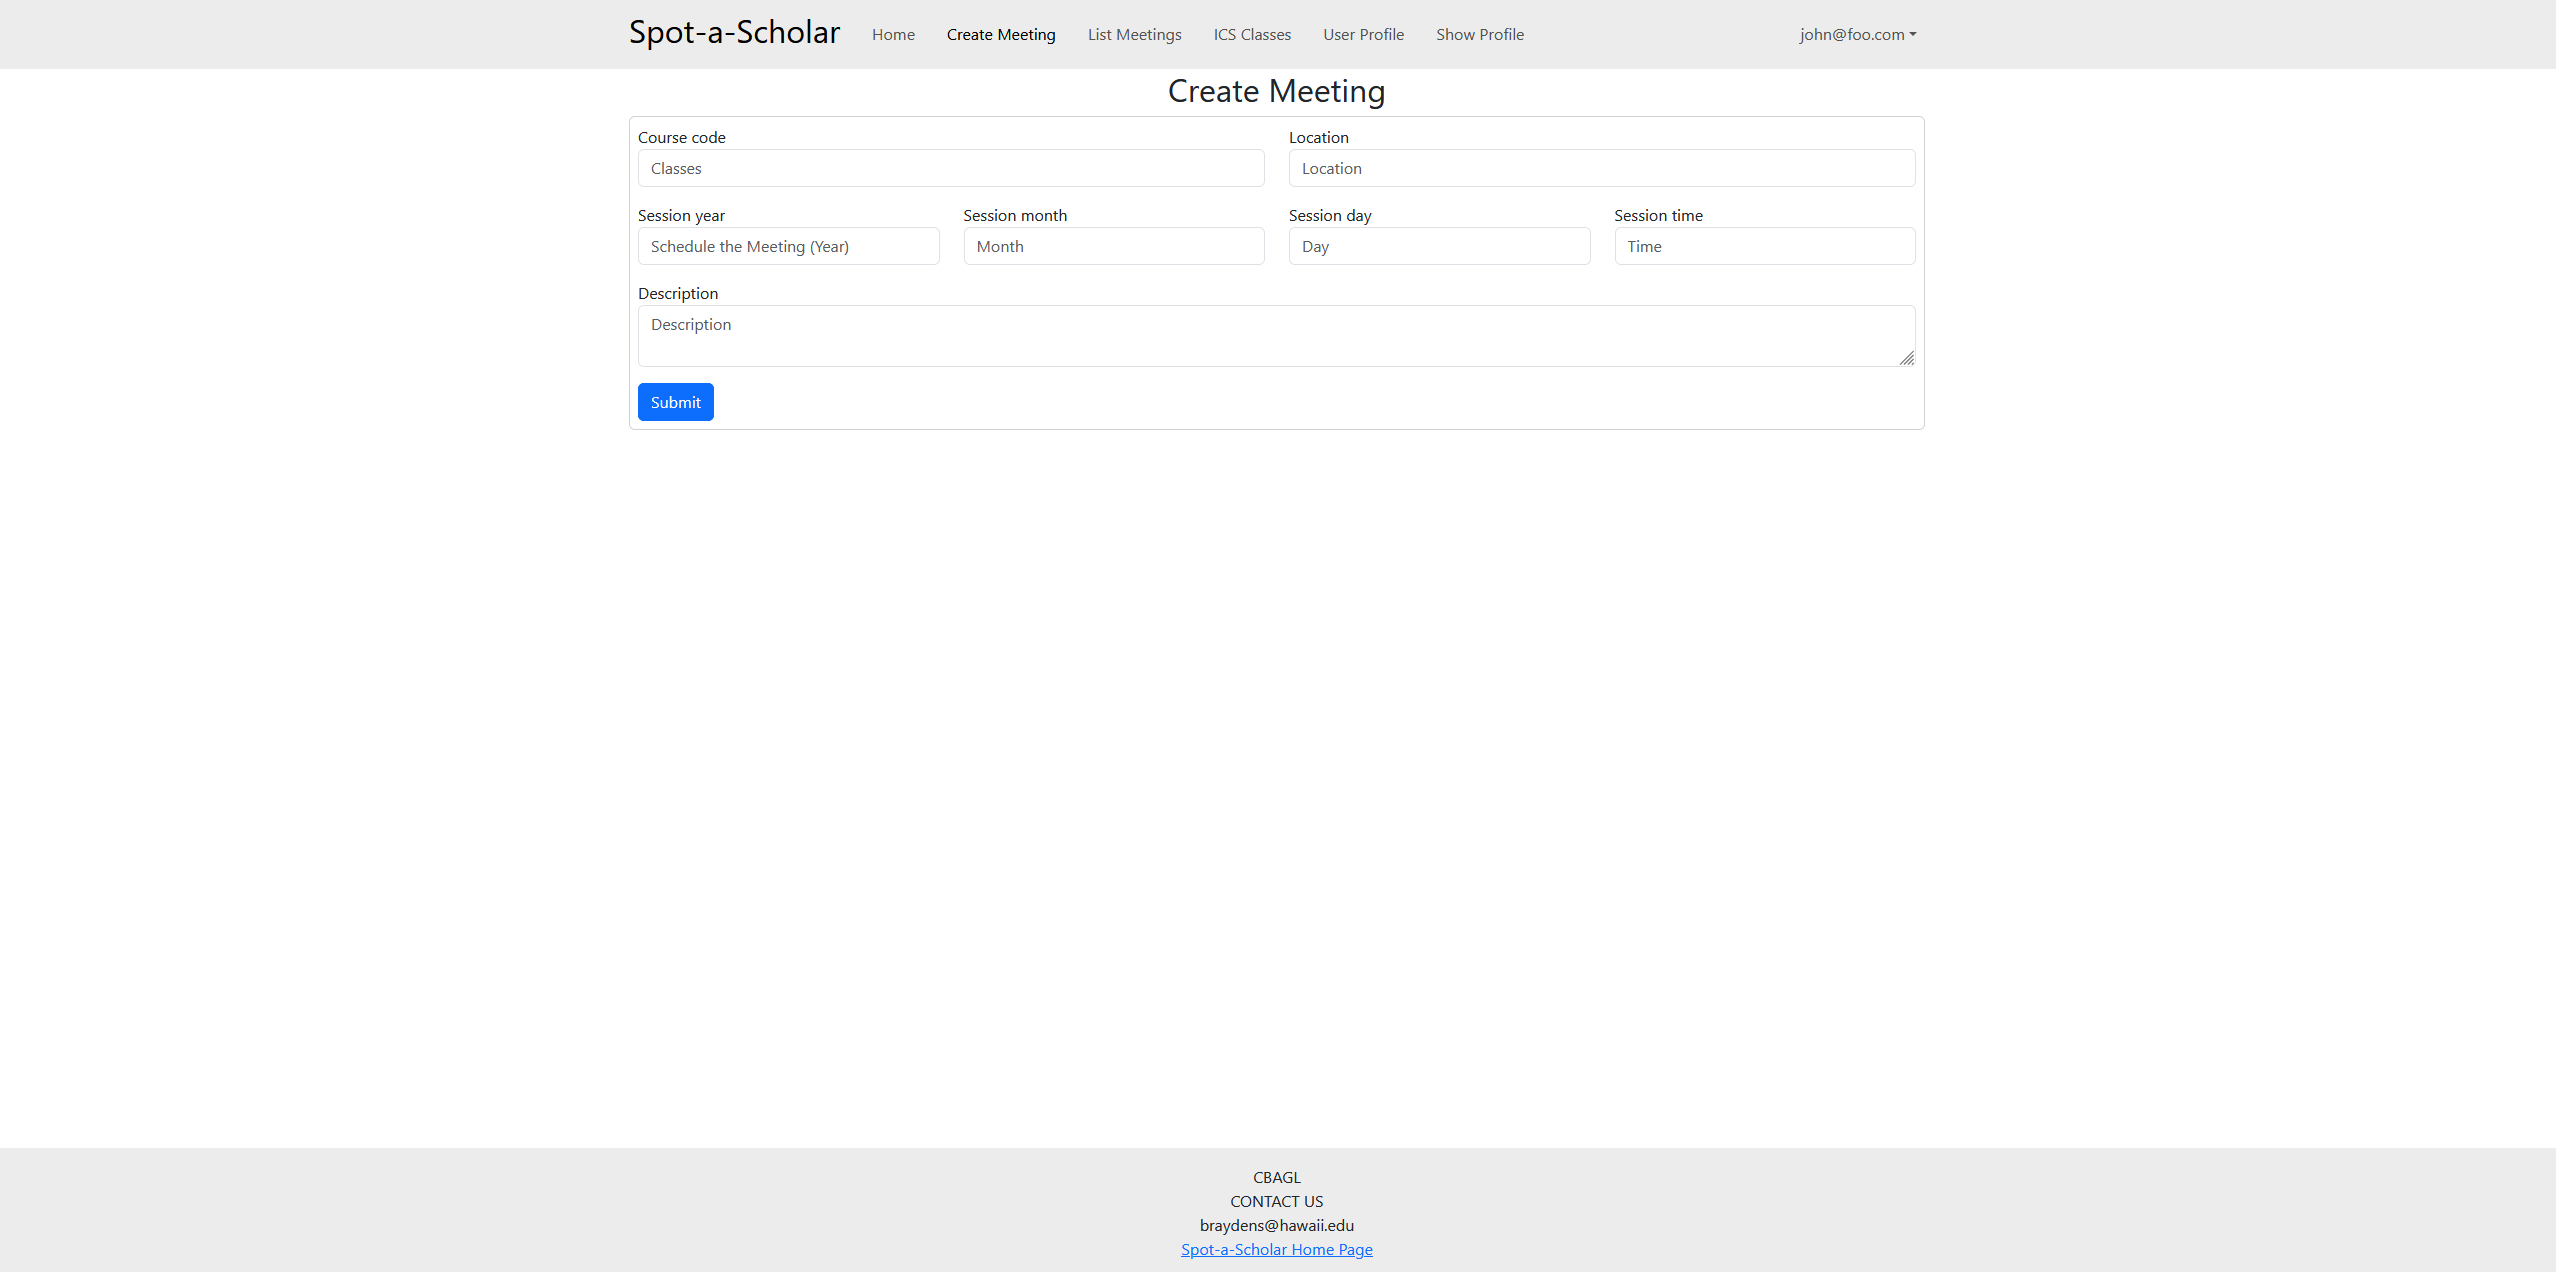 Spot-a-Scholar Home Create Meeting List Meetings ICS Classes User Profile Show Profile john@foo.com
Create Meeting
Course code Location
Classes Location
Session year Session month Session day Session time
Schedule the Meeting (Year) Month Day Time
Description
Description
Submit
CBAGL
CONTACT US
braydens@hawaii.edu
Spot-a-Scholar Home Page